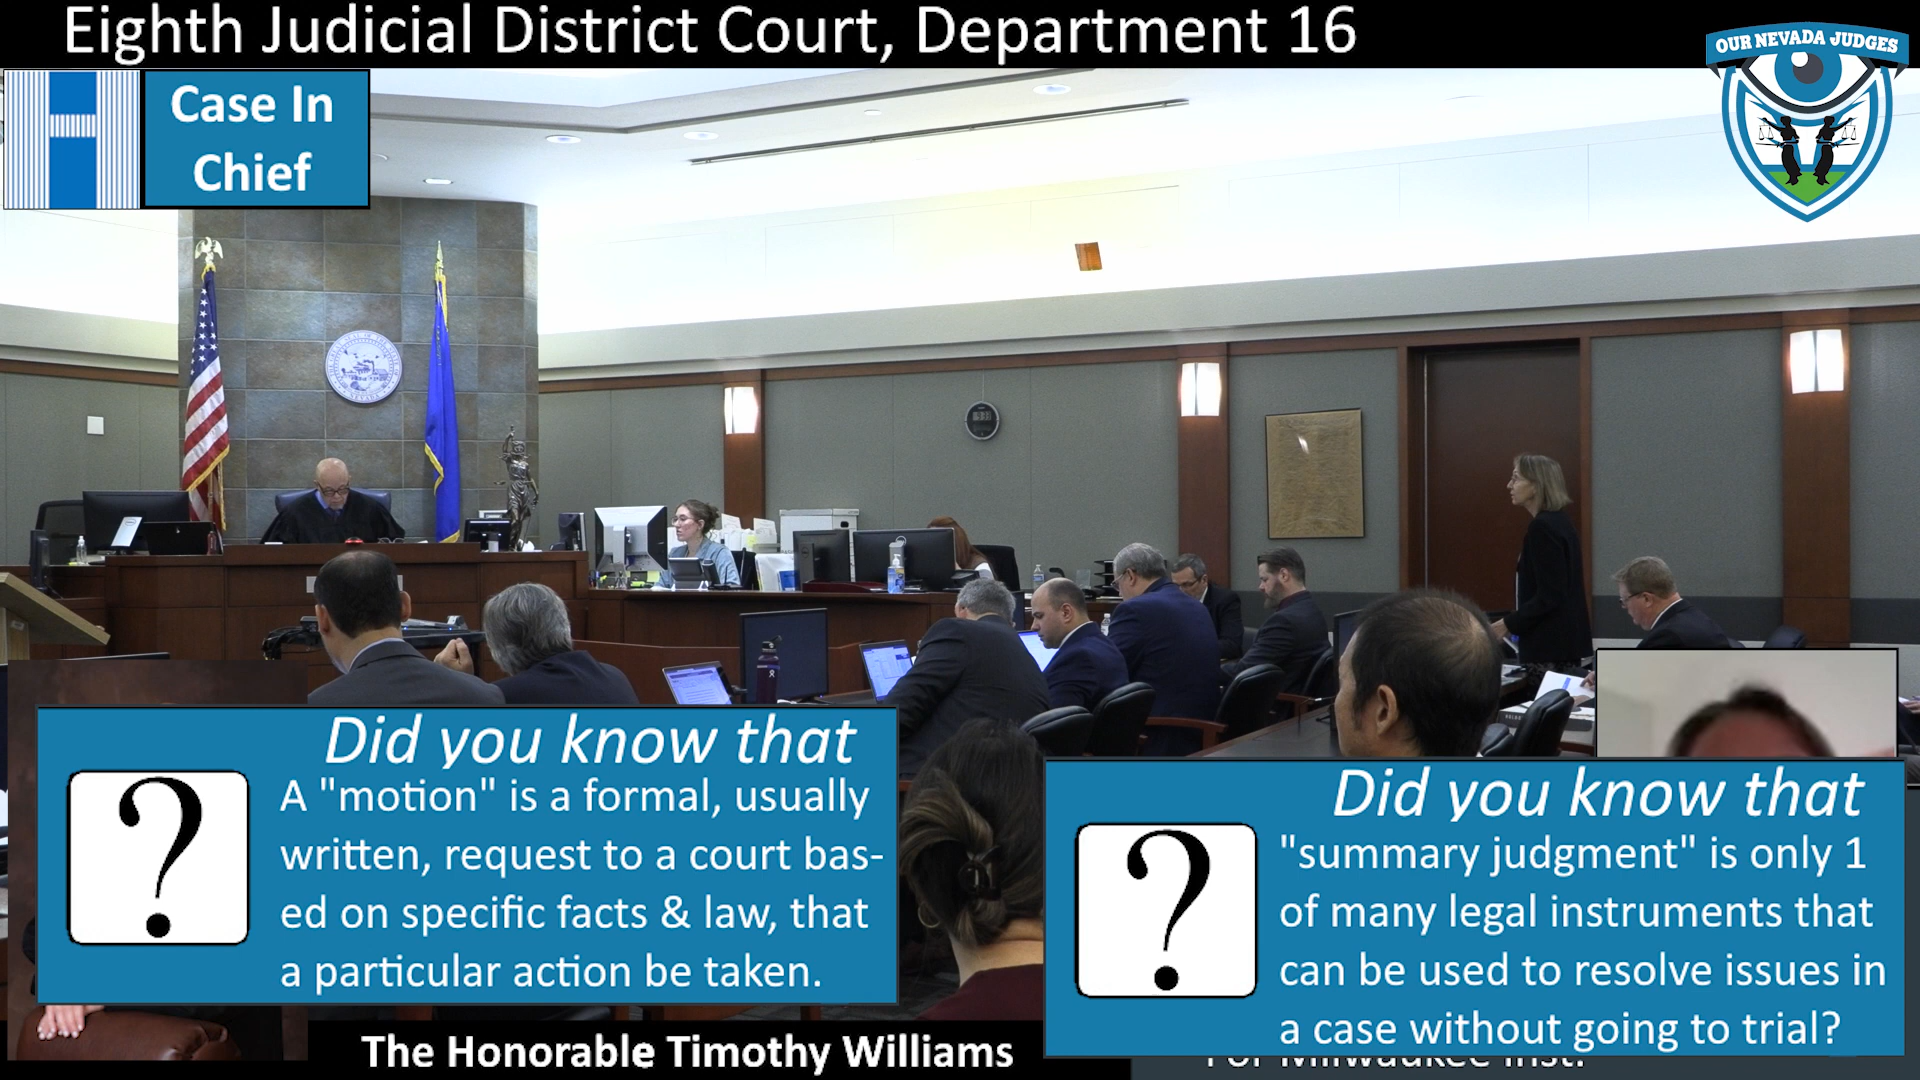 Eighth Judicial District Court, Department 16
OUR NEVADA JUDGES
Case In
Chief
Did you know that
A "motion" is a formal, usually
written, request to a court bas-
ed on specific facts & law, that
a particular action be taken.
Did you know that
"summary judgment" is only 1
of many legal instruments that
can be used to resolve issues in
a case without going to trial?
The Honorable Timothy Williams
For Milwaukee Inst.